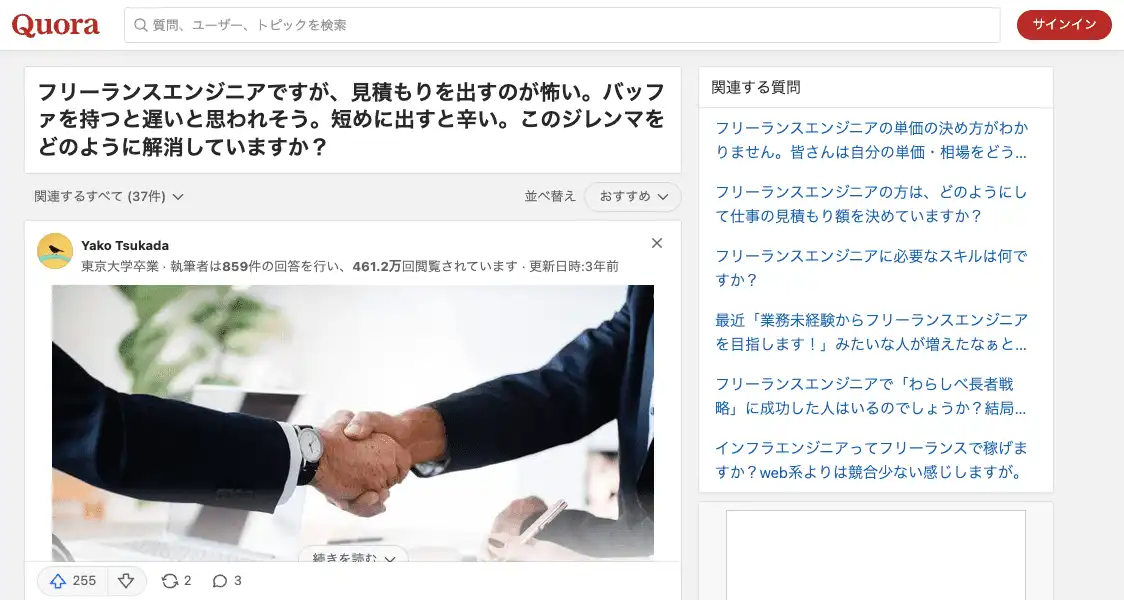 Quora
質問、ユーザー、トピックを検索
サインイン
フリーランスエンジニアですが、見積もりを出すのが怖い。バッフ
ァを持つと遅いと思われそう。短めに出すと辛い。このジレンマを
どのように解消していますか？
関連するすべて (37件)
並べ替え
おすすめ
Yako Tsukada
東京大学卒業 · 執筆者は859件の回答を行い、461.2万回閲覧されています · 更新日時:3年前
続きを読む
255
2
3
関連する質問
フリーランスエンジニアの単価の決め方がわか
りません。皆さんは自分の単価・相場をどう...
フリーランスエンジニアの方は、どのようにし
て仕事の見積もり額を決めていますか？
フリーランスエンジニアに必要なスキルは何で
すか？
最近「業務未経験からフリーランスエンジニア
を目指します！」みたいな人が増えたなぁと...
フリーランスエンジニアで「わらしべ長者戦
略」に成功した人はいるのでしょうか？結局...
インフラエンジニアってフリーランスで稼げま
すか？web系よりは競合少ない感じしますが。